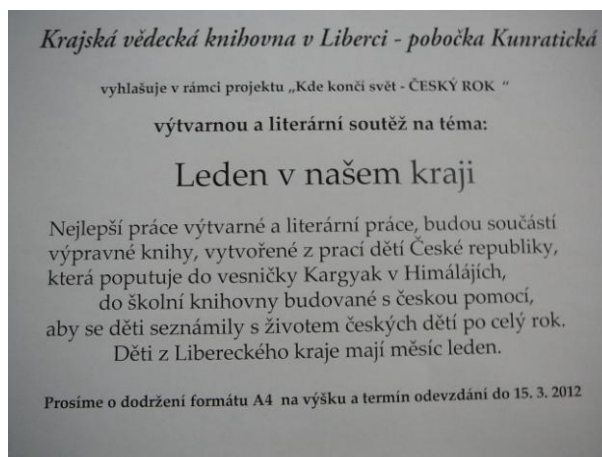 Krajská vědecká knihovna v Liberci - pobočka Kunratická
vyhlašuje v rámci projektu „Kde končí svět - ČESKÝ ROK “
výtvarnou a literární soutěž na téma:
Leden v našem kraji
Nejlepší práce výtvarné a literární práce, budou součástí
výpravné knihy, vytvořené z prací dětí České republiky,
která poputuje do vesničky Kargyak v Himálájích,
do školní knihovny budované s českou pomocí,
aby se děti seznámily s životem českých dětí po celý rok.
Děti z Libereckého kraje mají měsíc leden.
Prosíme o dodržení formátu A4 na výšku a termín odevzdání do 15. 3. 2012